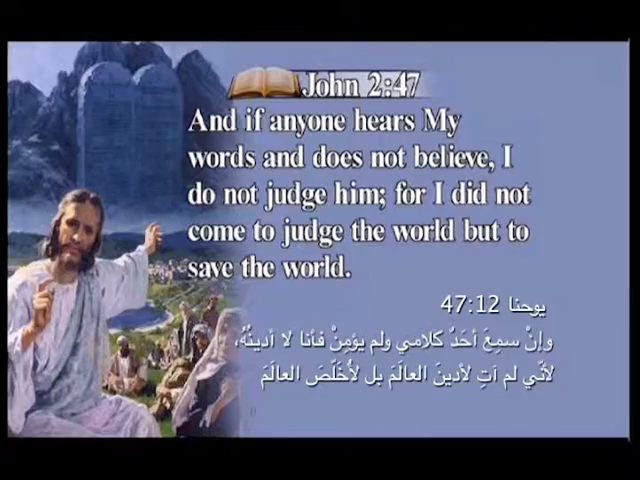 John 2:47
And if anyone hears My
words and does not believe, I
do not judge him; for I did not
come to judge the world but to
save the world.
يوحنا 47:12
وإنْ سمِعَ أحَدٌ كلامي ولم يؤمِنْ فأنا لا أدينُهُ،
لأنّي لم آتِ لأدينَ العالَمَ بل لأُخَلِّصَ العالَمَ